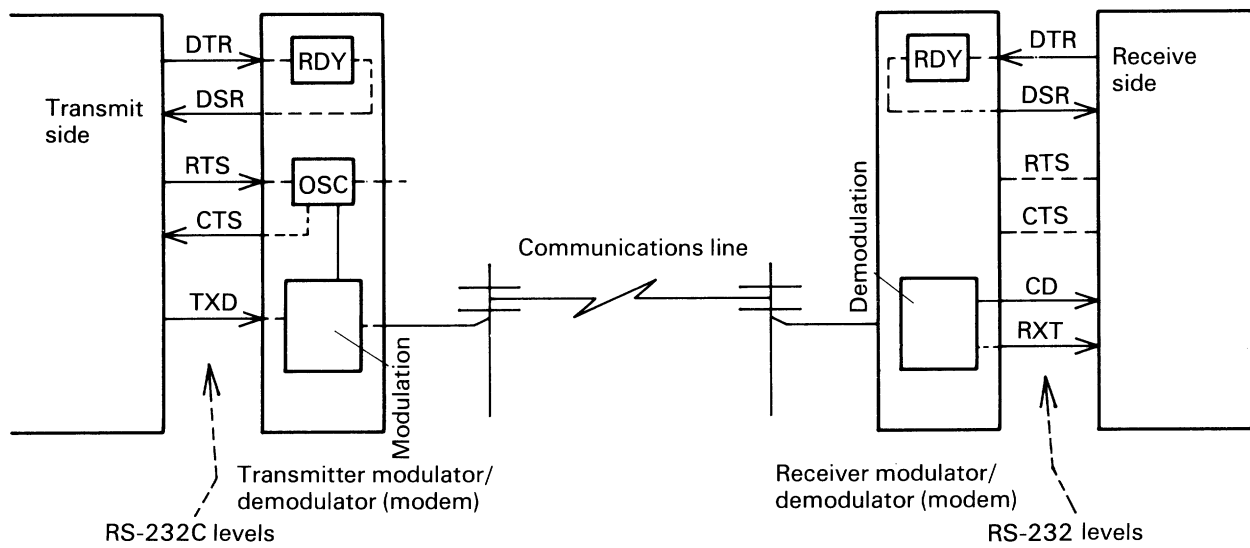 DTR
RDY
DSR
Transmit
side
RTS
OSC
CTS
TXD
Modulation
Transmitter modulator/
demodulator (modem)
RS-232C levels
Communications line
Demodulation
RDY
DTR
Receive
side
DSR
RTS
CTS
CD
RXT
Receiver modulator/
demodulator (modem)
RS-232 levels